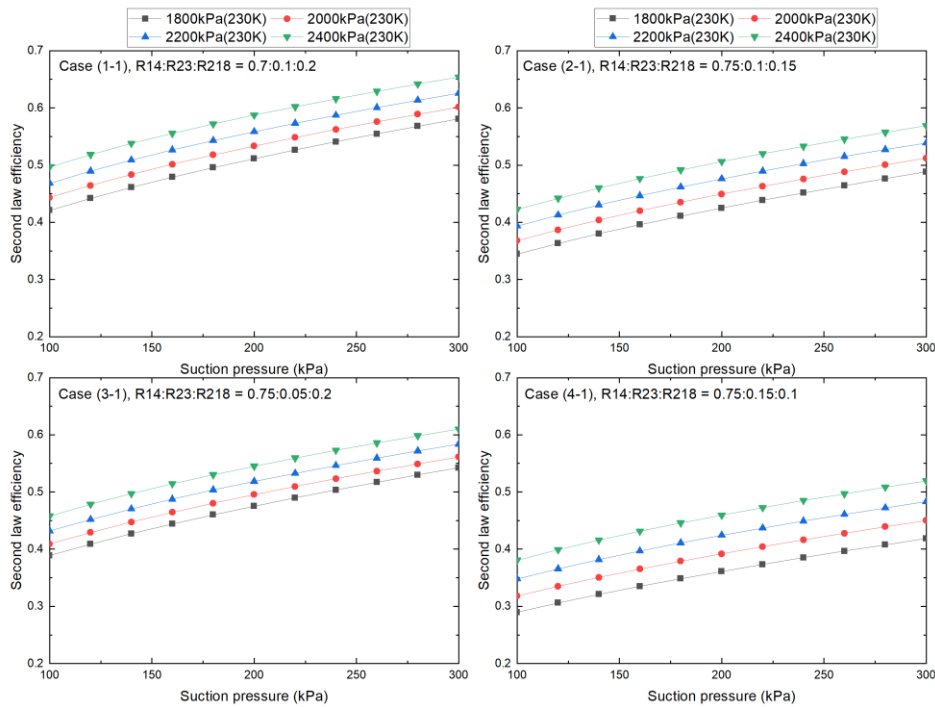 1800kPa(230K) 2000kPa(230K)
2200kPa(230K) 2400kPa(230K)
Case (1-1), R14:R23:R218 = 0.7:0.1:0.2
Second law efficiency
0.7
0.6
0.5
0.4
0.3
0.2
100 150 200 250 300
Suction pressure (kPa)
1800kPa(230K) 2000kPa(230K)
2200kPa(230K) 2400kPa(230K)
Case (2-1), R14:R23:R218 = 0.75:0.1:0.15
Second law efficiency
0.7
0.6
0.5
0.4
0.3
0.2
100 150 200 250 300
Suction pressure (kPa)
Case (3-1), R14:R23:R218 = 0.75:0.05:0.2
Second law efficiency
0.7
0.6
0.5
0.4
0.3
0.2
100 150 200 250 300
Suction pressure (kPa)
Case (4-1), R14:R23:R218 = 0.75:0.15:0.1
Second law efficiency
0.7
0.6
0.5
0.4
0.3
0.2
100 150 200 250 300
Suction pressure (kPa)